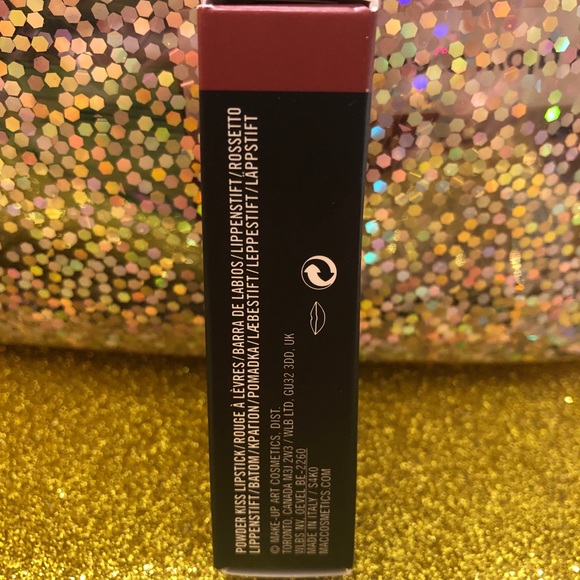 POWDER KISS LIPSTICK/ROUGE À LÈVRES/BARRA DE LABIOS/LIPPENSTIFT/ROSSETTO
LIPPENSTIFT/BATOM/ΚΡΑΓΙΟΝ/POMADKA/LÆBESTIFT/LEPPESTIFT/LÄPPSTIFT
© MAKE-UP ART COSMETICS, DIST.
TORONTO, CANADA M3J 2W3 / WLB LTD, GU32 3DD, UK
WLBS NV, OEVEL BE-2260
MADE IN ITALY / S4K0
MACCOSMETICS.COM